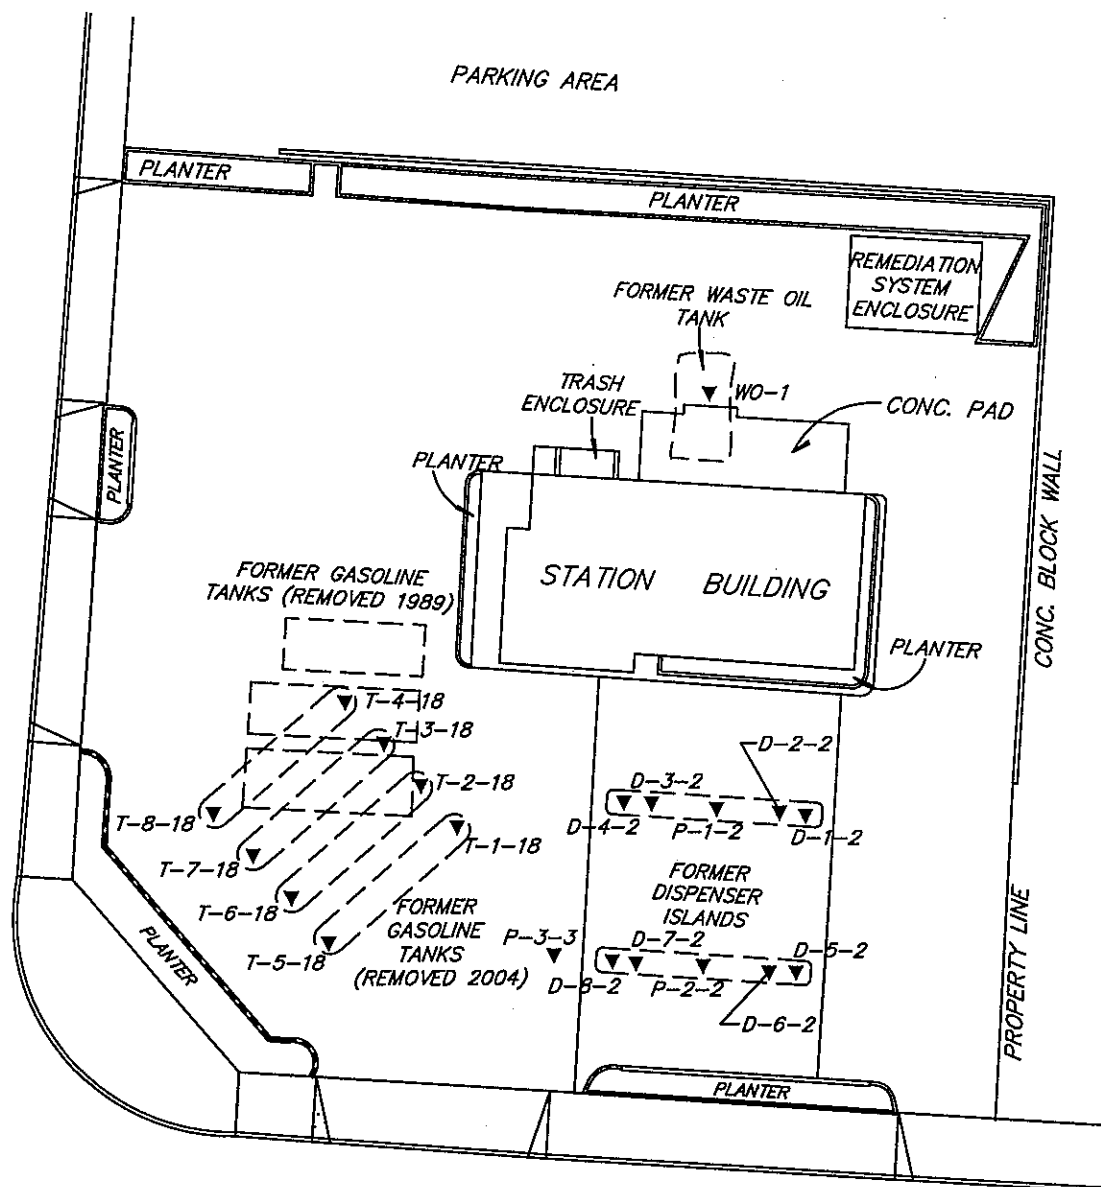 PARKING AREA
PLANTER
PLANTER
REMEDIATION
SYSTEM
ENCLOSURE
FORMER WASTE OIL
TANK
TRASH
ENCLOSURE
WO-1
CONC. PAD
PLANTER
PLANTER
CONC. BLOCK WALL
STATION BUILDING
FORMER GASOLINE
TANKS (REMOVED 1989)
PLANTER
T-4-18
T-3-18
T-2-18
T-1-18
T-8-18
T-7-18
T-6-18
T-5-18
D-2-2
D-3-2
D-4-2
P-1-2
D-1-2
FORMER
DISPENSER
ISLANDS
FORMER
GASOLINE
TANKS
(REMOVED 2004)
P-3-3
D-7-2
D-5-2
D-8-2
P-2-2
D-6-2
PLANTER
PLANTER
PROPERTY LINE